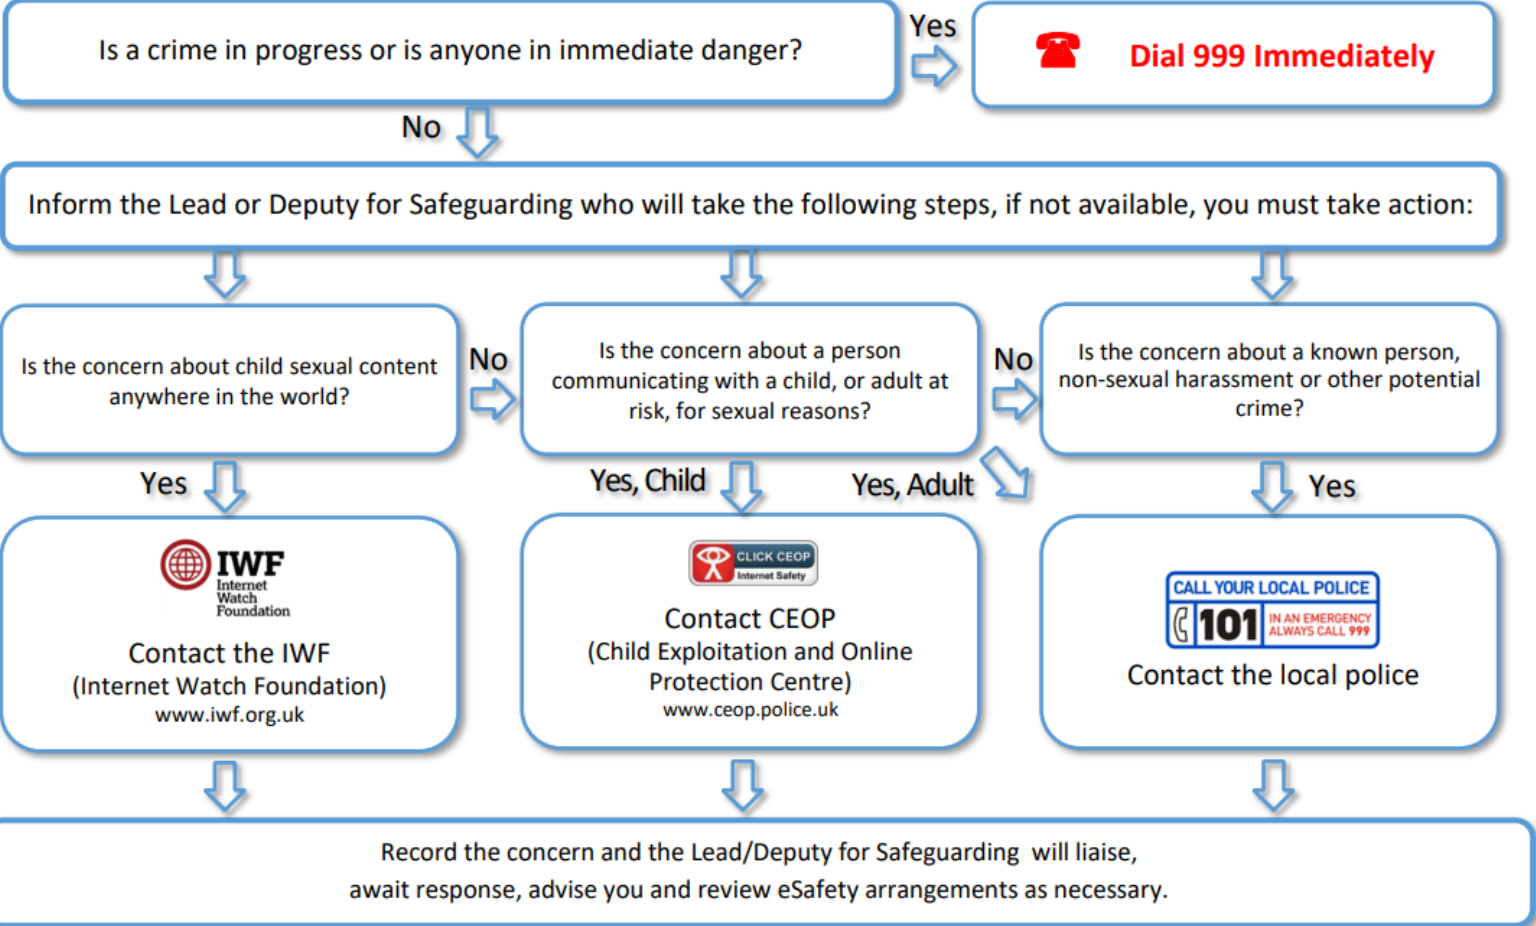 Is a crime in progress or is anyone in immediate danger?
Yes
Dial 999 Immediately
No
Inform the Lead or Deputy for Safeguarding who will take the following steps, if not available, you must take action:
Is the concern about child sexual content
anywhere in the world?
No
Is the concern about a person
communicating with a child, or adult at
risk, for sexual reasons?
No
Is the concern about a known person,
non-sexual harassment or other potential
crime?
Yes
Yes, Child
Yes, Adult
Yes
IWF
Internet
Watch
Foundation
Contact the IWF
(Internet Watch Foundation)
www.iwf.org.uk
CLICK CEOP
Internet Safety
Contact CEOP
(Child Exploitation and Online
Protection Centre)
www.ceop.police.uk
CALL YOUR LOCAL POLICE
101
IN AN EMERGENCY
ALWAYS CALL 999
Contact the local police
Record the concern and the Lead/Deputy for Safeguarding will liaise,
await response, advise you and review eSafety arrangements as necessary.